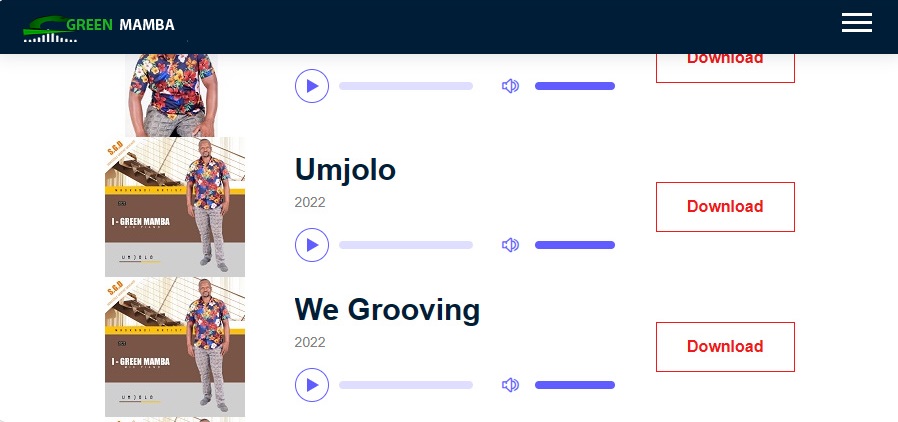 GREEN MAMBA
Download
S.G.D
I - GREEN MAMBA
UMJOLO
Umjolo
2022
Download
S.G.D
I - GREEN MAMBA
UMJOLO
We Grooving
2022
Download